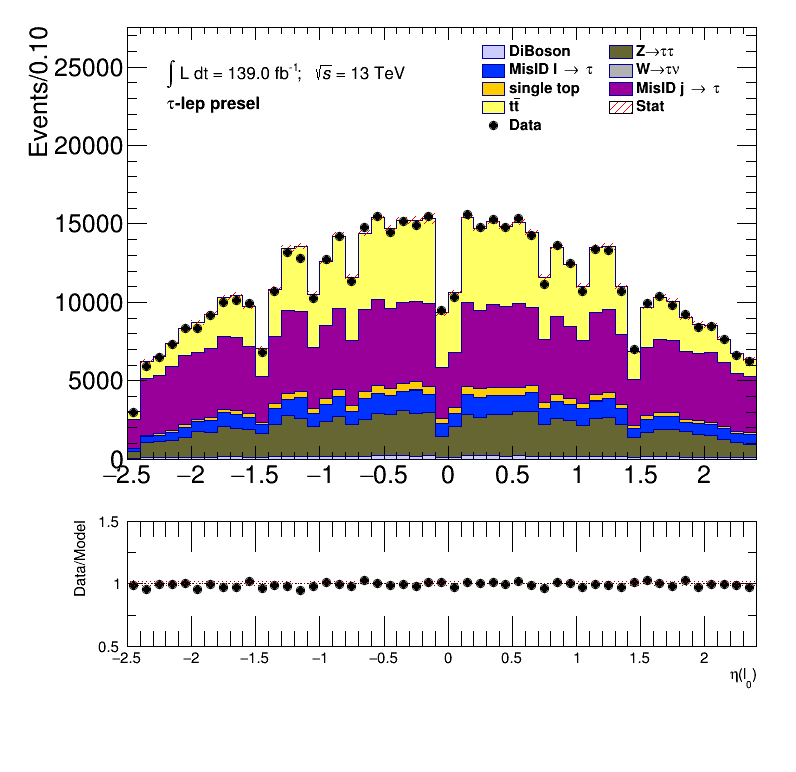 Events/0.10
25000
20000
15000
10000
5000
0
∫ L dt = 139.0 fb⁻¹; √s = 13 TeV
τ-lep presel
DiBoson
MisID l → τ
single top
tt̄
Data
Z→ττ
W→τν
MisID j → τ
Stat
−2.5 −2 −1.5 −1 −0.5 0 0.5 1 1.5 2
Data/Model
1.5
1
0.5
−2.5 −2 −1.5 −1 −0.5 0 0.5 1 1.5 2
η(l₀)